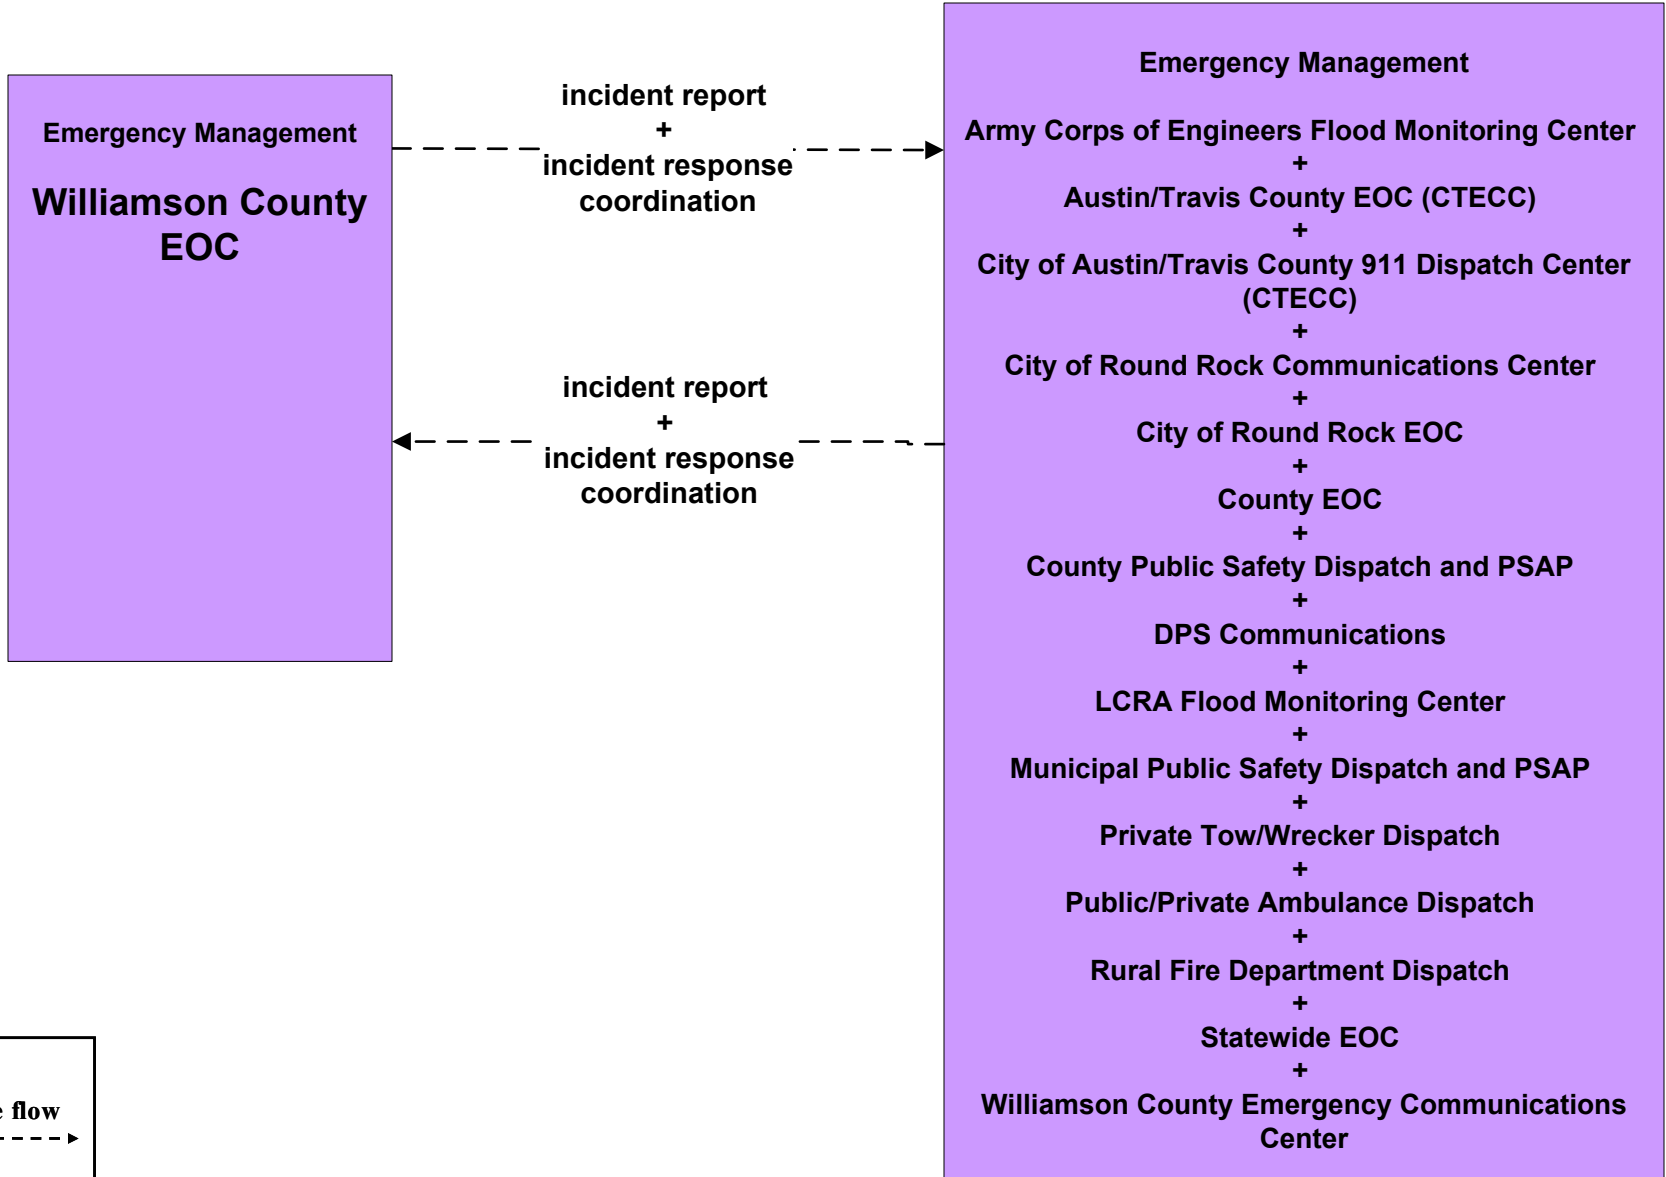 Emergency Management
Williamson County
EOC
incident report
+
incident response
coordination
incident report
+
incident response
coordination
Emergency Management
Army Corps of Engineers Flood Monitoring Center
+
Austin/Travis County EOC (CTECC)
+
City of Austin/Travis County 911 Dispatch Center
(CTECC)
+
City of Round Rock Communications Center
+
City of Round Rock EOC
+
County EOC
+
County Public Safety Dispatch and PSAP
+
DPS Communications
+
LCRA Flood Monitoring Center
+
Municipal Public Safety Dispatch and PSAP
+
Private Tow/Wrecker Dispatch
+
Public/Private Ambulance Dispatch
+
Rural Fire Department Dispatch
+
Statewide EOC
+
Williamson County Emergency Communications
Center
flow